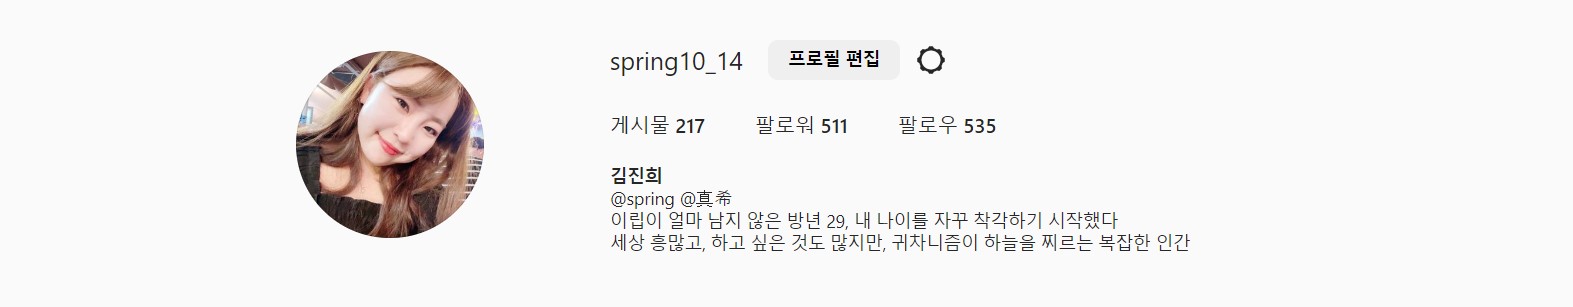 spring10_14 프로필 편집
게시물 217 팔로워 511 팔로우 535
김진희
@spring @真希
이립이 얼마 남지 않은 방년 29, 내 나이를 자꾸 착각하기 시작했다
세상 흥많고, 하고 싶은 것도 많지만, 귀차니즘이 하늘을 찌르는 복잡한 인간